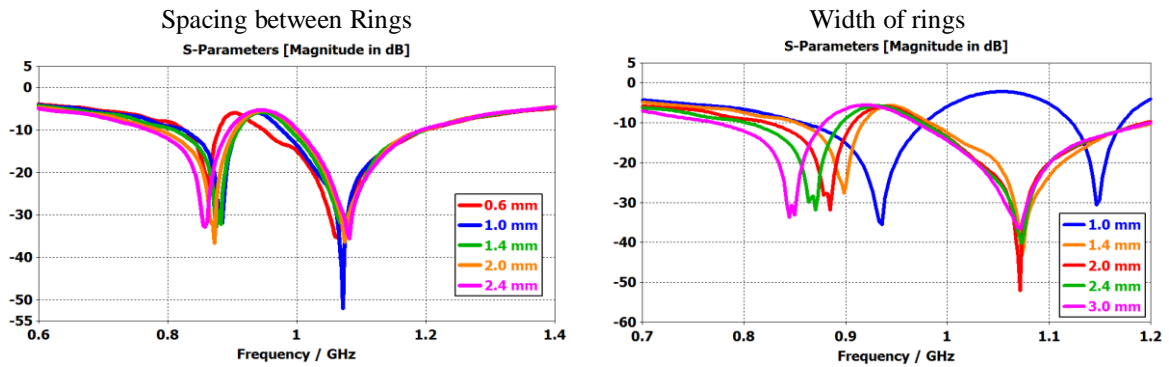 Spacing between Rings
S-Parameters [Magnitude in dB]
5
0
-10
-20
-30
-40
-50
-55
0.6 mm
1.0 mm
1.4 mm
2.0 mm
2.4 mm
0.6 0.8 1 1.2 1.4
Frequency / GHz
Width of rings
S-Parameters [Magnitude in dB]
5
0
-10
-20
-30
-40
-50
-60
1.0 mm
1.4 mm
2.0 mm
2.4 mm
3.0 mm
0.7 0.8 0.9 1 1.1 1.2
Frequency / GHz